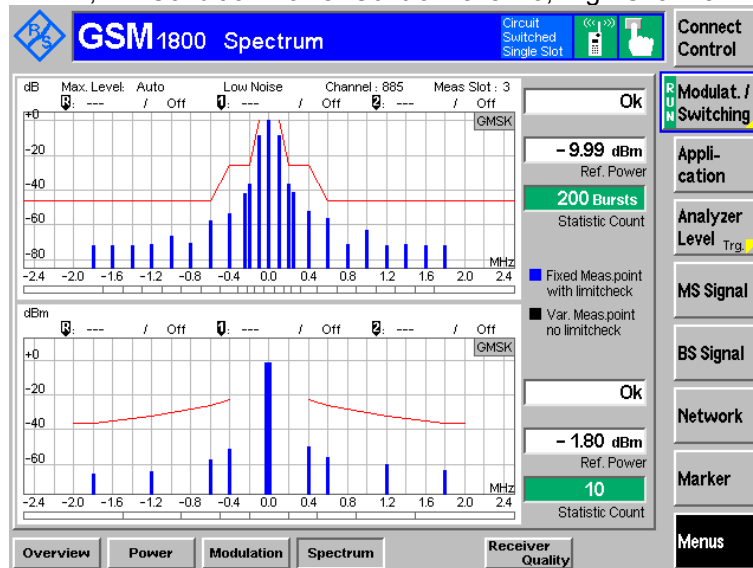 R&S
GSM 1800 Spectrum
Circuit Switched Single Slot
Connect Control
dB Max. Level: Auto Low Noise Channel : 885 Meas Slot : 3
R: --- / Off 1: --- / Off 2: --- / Off
GMSK
+0
-20
-40
-60
-80
MHz
-2.4 -2.0 -1.6 -1.2 -0.8 -0.4 0.0 0.4 0.8 1.2 1.6 2.0 2.4
Ok
- 9.99 dBm
Ref. Power
200 Bursts
Statistic Count
Fixed Meas.point
with limitcheck
Var. Meas.point
no limitcheck
dBm
R: --- / Off 1: --- / Off 2: --- / Off
GMSK
+0
-20
-40
-60
MHz
-2.4 -2.0 -1.6 -1.2 -0.8 -0.4 0.0 0.4 0.8 1.2 1.6 2.0 2.4
Ok
- 1.80 dBm
Ref. Power
10
Statistic Count
RUN
Modulat. /
Switching
Appli-
cation
Analyzer
Level Trg.
MS Signal
BS Signal
Network
Marker
Menus
Overview Power Modulation Spectrum Receiver Quality